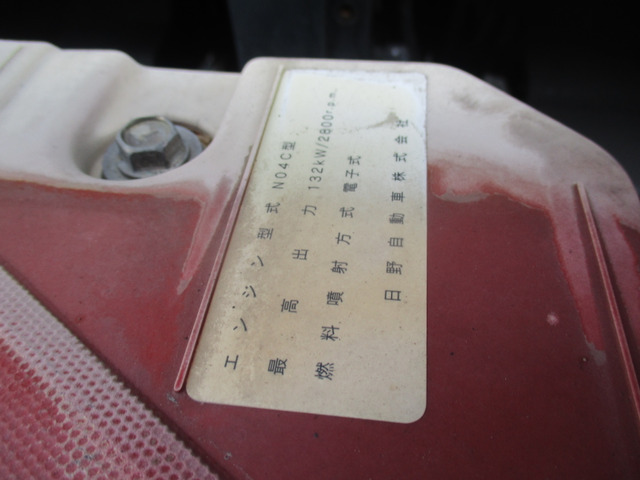 エンジン型式 N04C型
最高出力 132kW/2800r.p.m.
燃料噴射方式 電子式
日野自動車株式会社